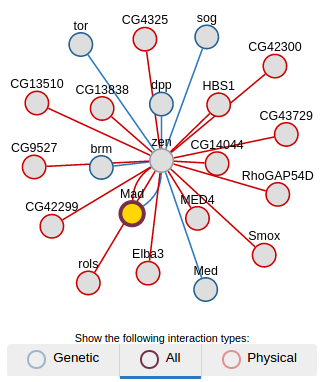 tor
CG4325
sog
CG42300
CG13510
CG13838
dpp
HBS1
CG43729
zen
CG14044
CG9527
brm
RhoGAP54D
Mad
MED4
CG42299
Smox
Elba3
rols
Med
Show the following interaction types:
Genetic
All
Physical